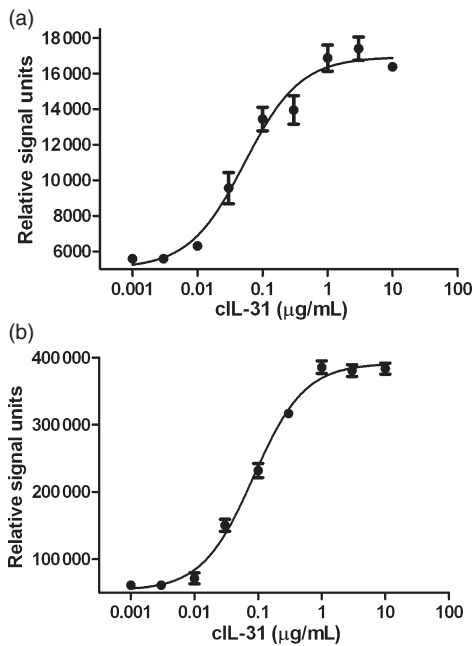 (a)
18 000
16 000
14 000
12 000
10 000
8000
6000
Relative signal units
0.001 0.01 0.1 1 10 100
cIL-31 (μg/mL)
(b)
400 000
300 000
200 000
100 000
Relative signal units
0.001 0.01 0.1 1 10 100
cIL-31 (μg/mL)